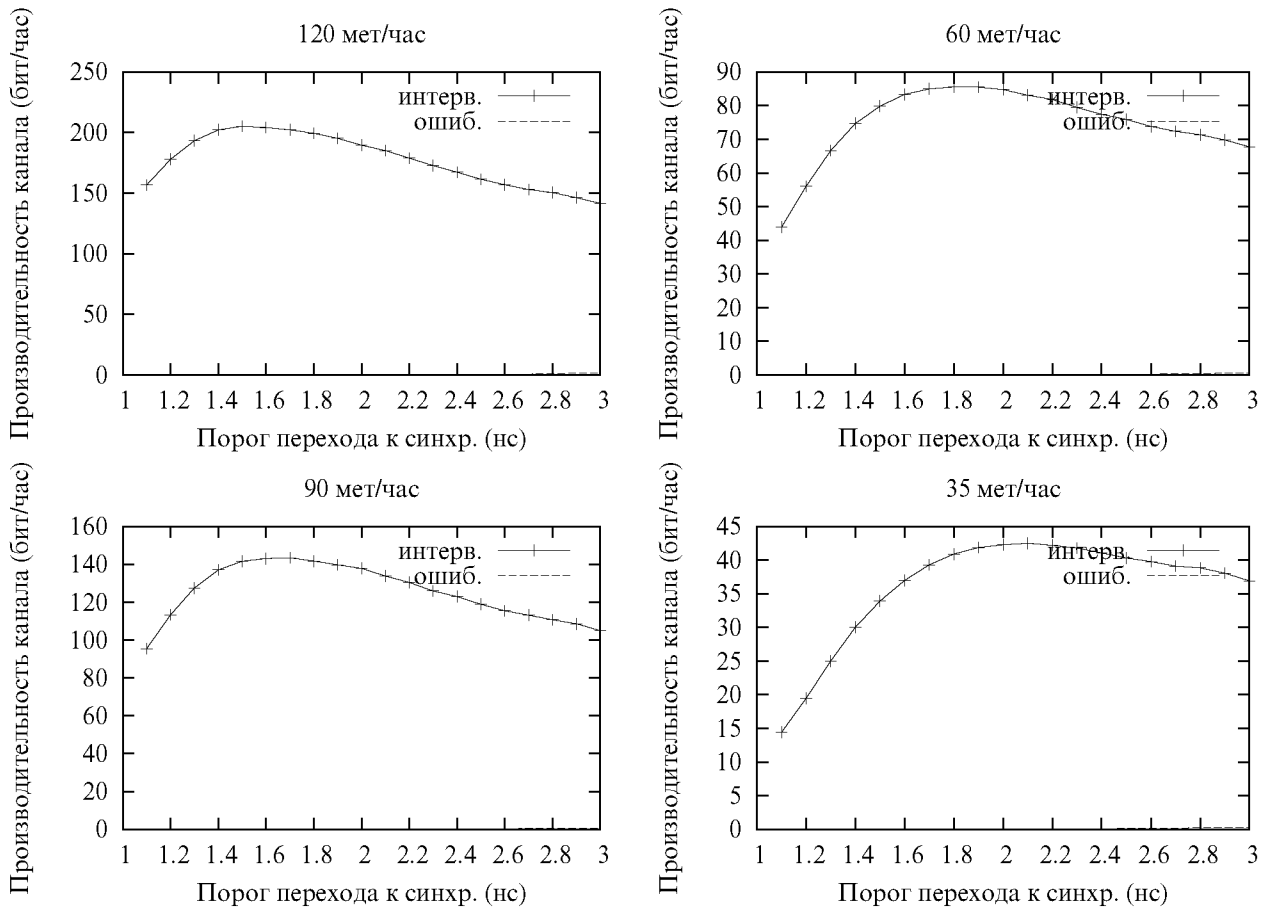 120 мет/час
Производительность канала (бит/час)
250
200
150
100
50
0
интерв.
ошиб.
1 1.2 1.4 1.6 1.8 2 2.2 2.4 2.6 2.8 3
Порог перехода к синхр. (нс)
60 мет/час
Производительность канала (бит/час)
90
80
70
60
50
40
30
20
10
0
интерв.
ошиб.
1 1.2 1.4 1.6 1.8 2 2.2 2.4 2.6 2.8 3
Порог перехода к синхр. (нс)
90 мет/час
Производительность канала (бит/час)
160
140
120
100
80
60
40
20
0
интерв.
ошиб.
1 1.2 1.4 1.6 1.8 2 2.2 2.4 2.6 2.8 3
Порог перехода к синхр. (нс)
35 мет/час
Производительность канала (бит/час)
45
40
35
30
25
20
15
10
5
0
интерв.
ошиб.
1 1.2 1.4 1.6 1.8 2 2.2 2.4 2.6 2.8 3
Порог перехода к синхр. (нс)